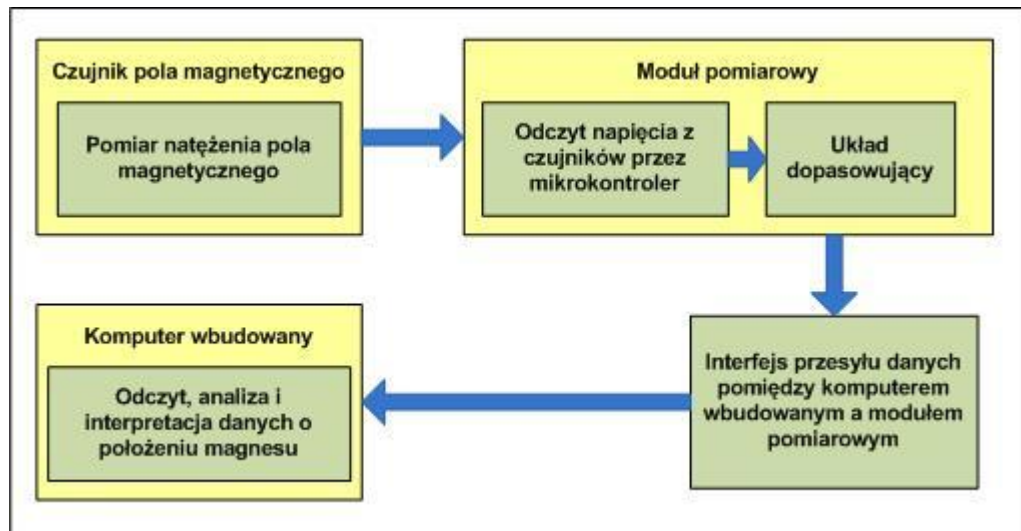 Czujnik pola magnetycznego
Pomiar natężenia pola
magnetycznego
Moduł pomiarowy
Odczyt napięcia z
czujników przez
mikrokontroler
Układ
dopasowujący
Interfejs przesyłu danych
pomiędzy komputerem
wbudowanym a modułem
pomiarowym
Komputer wbudowany
Odczyt, analiza i
interpretacja danych o
położeniu magnesu